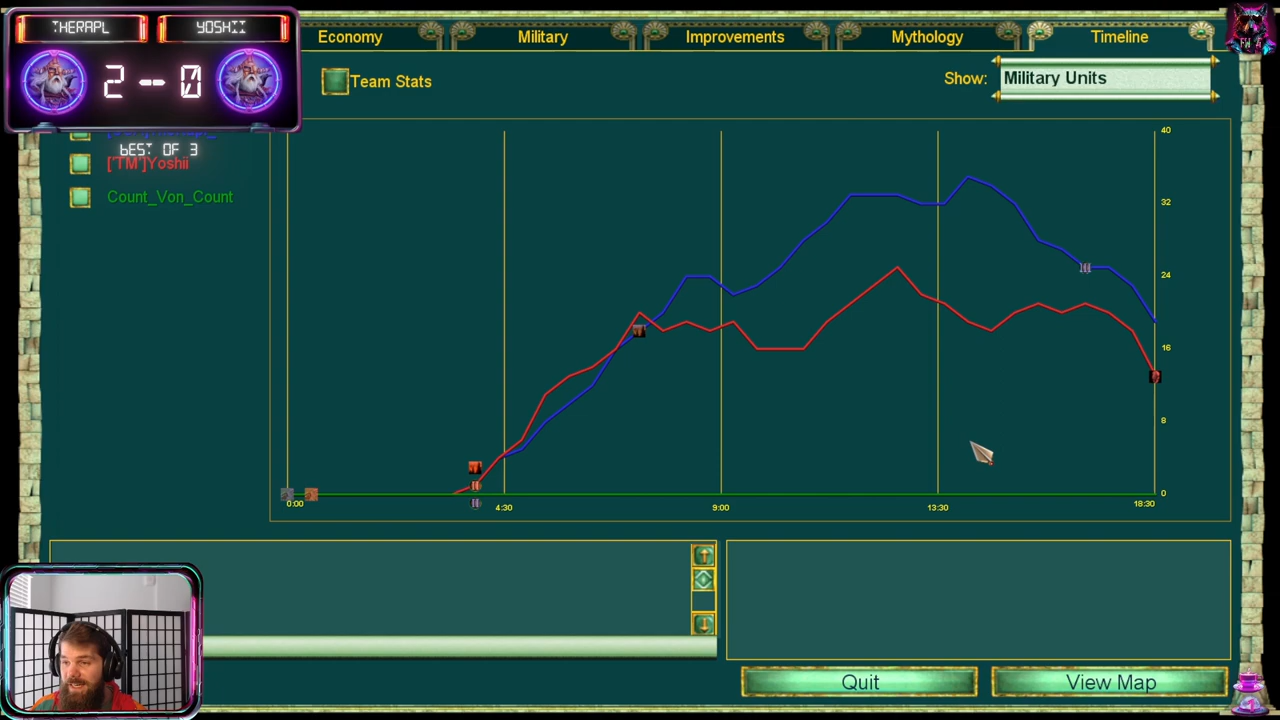 THERAPL YOSHII
2 -- 0
BEST OF 3
Economy Military Improvements Mythology Timeline
Team Stats
Show: Military Units
['TM']Yoshii
Count_Von_Count
40
32
24
16
8
0
0:00 4:30 9:00 13:30 18:30
Quit View Map